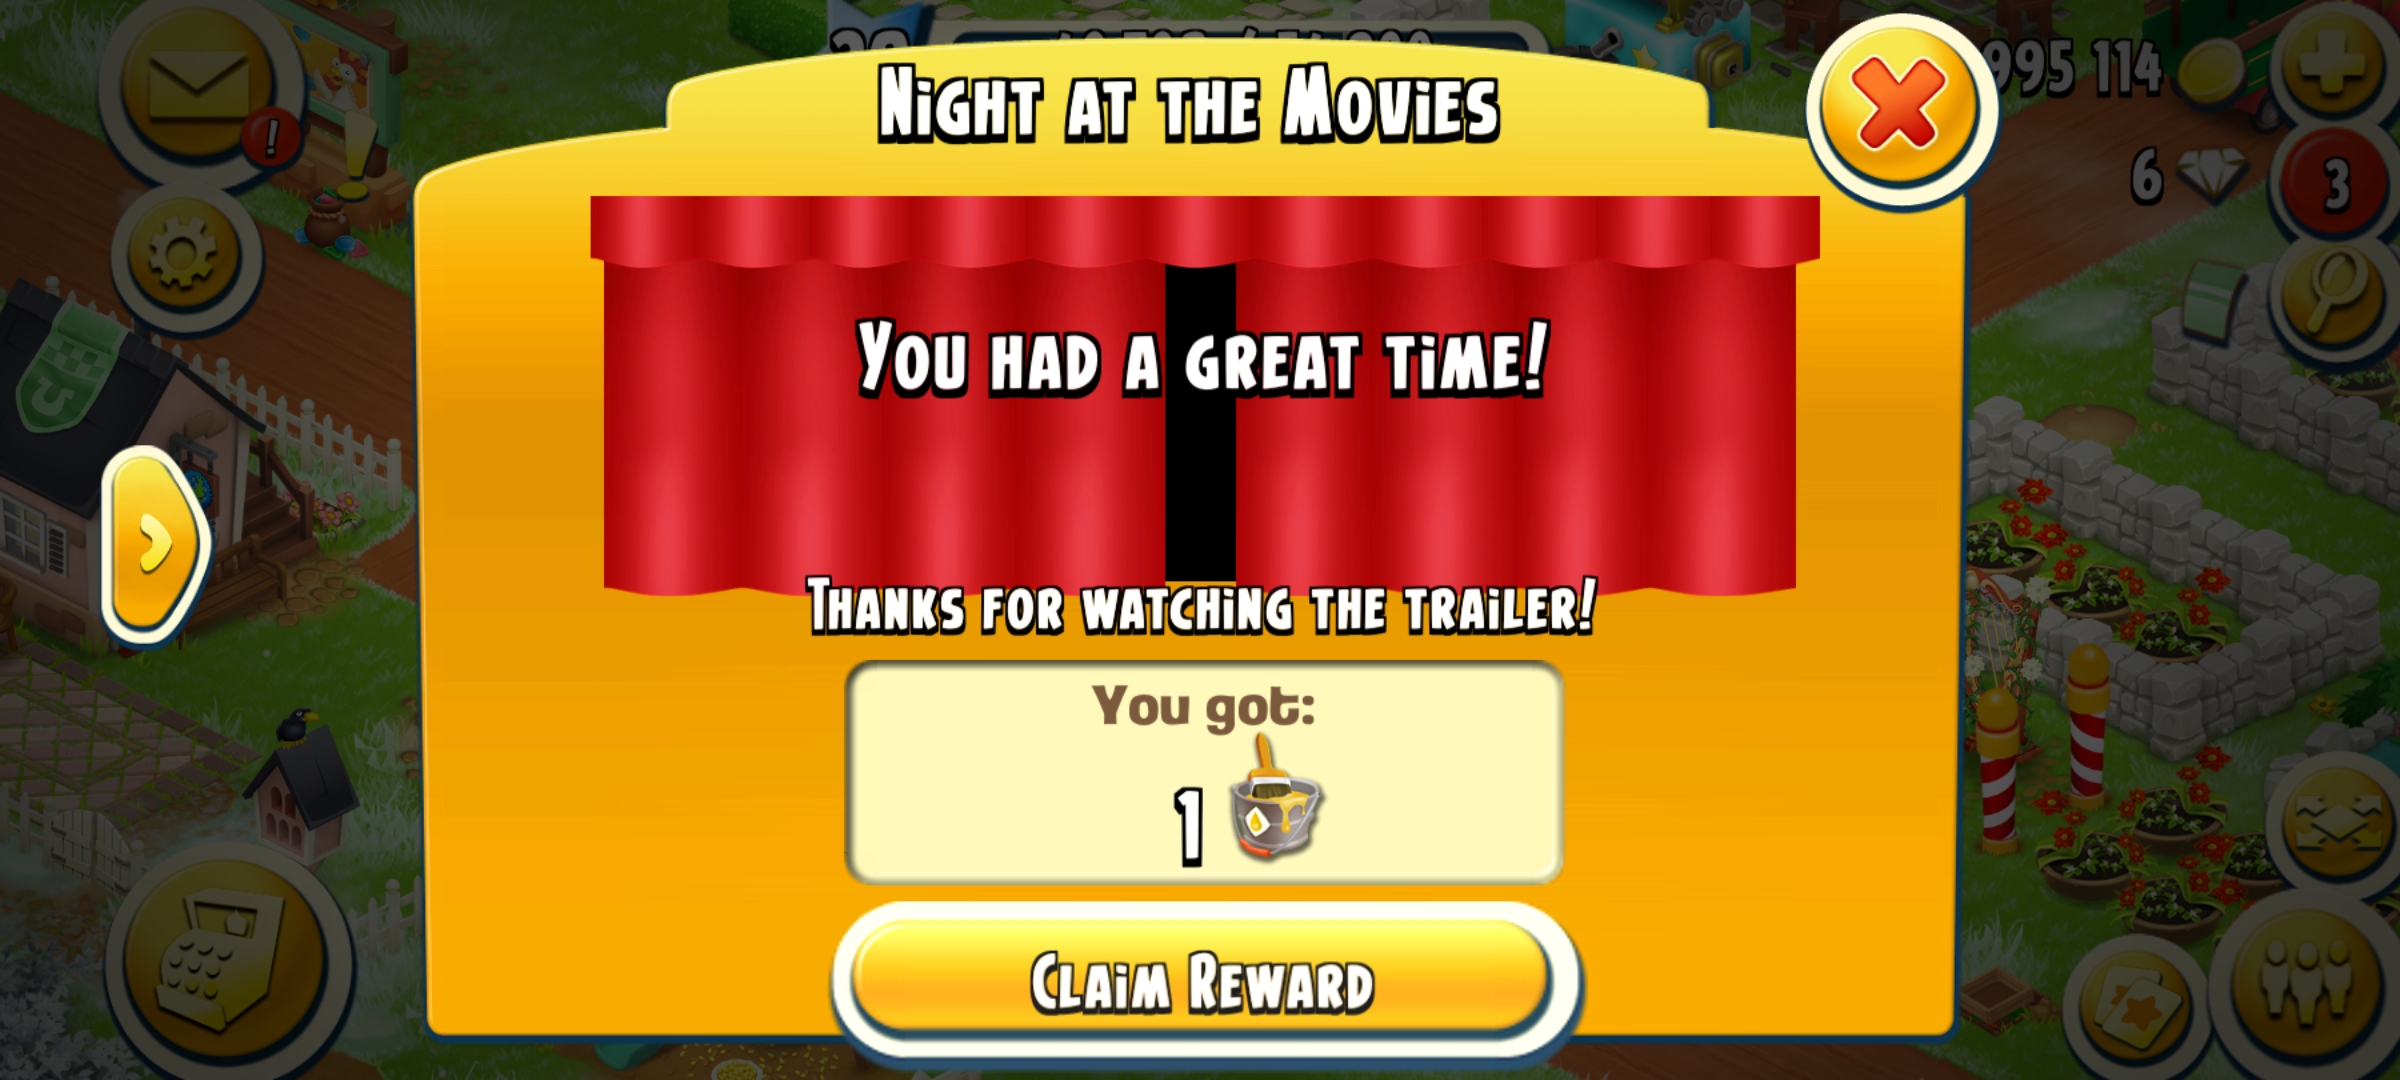 Night at the Movies
995 114
6
3
You had a great time!
Thanks for watching the trailer!
You got:
1
Claim Reward